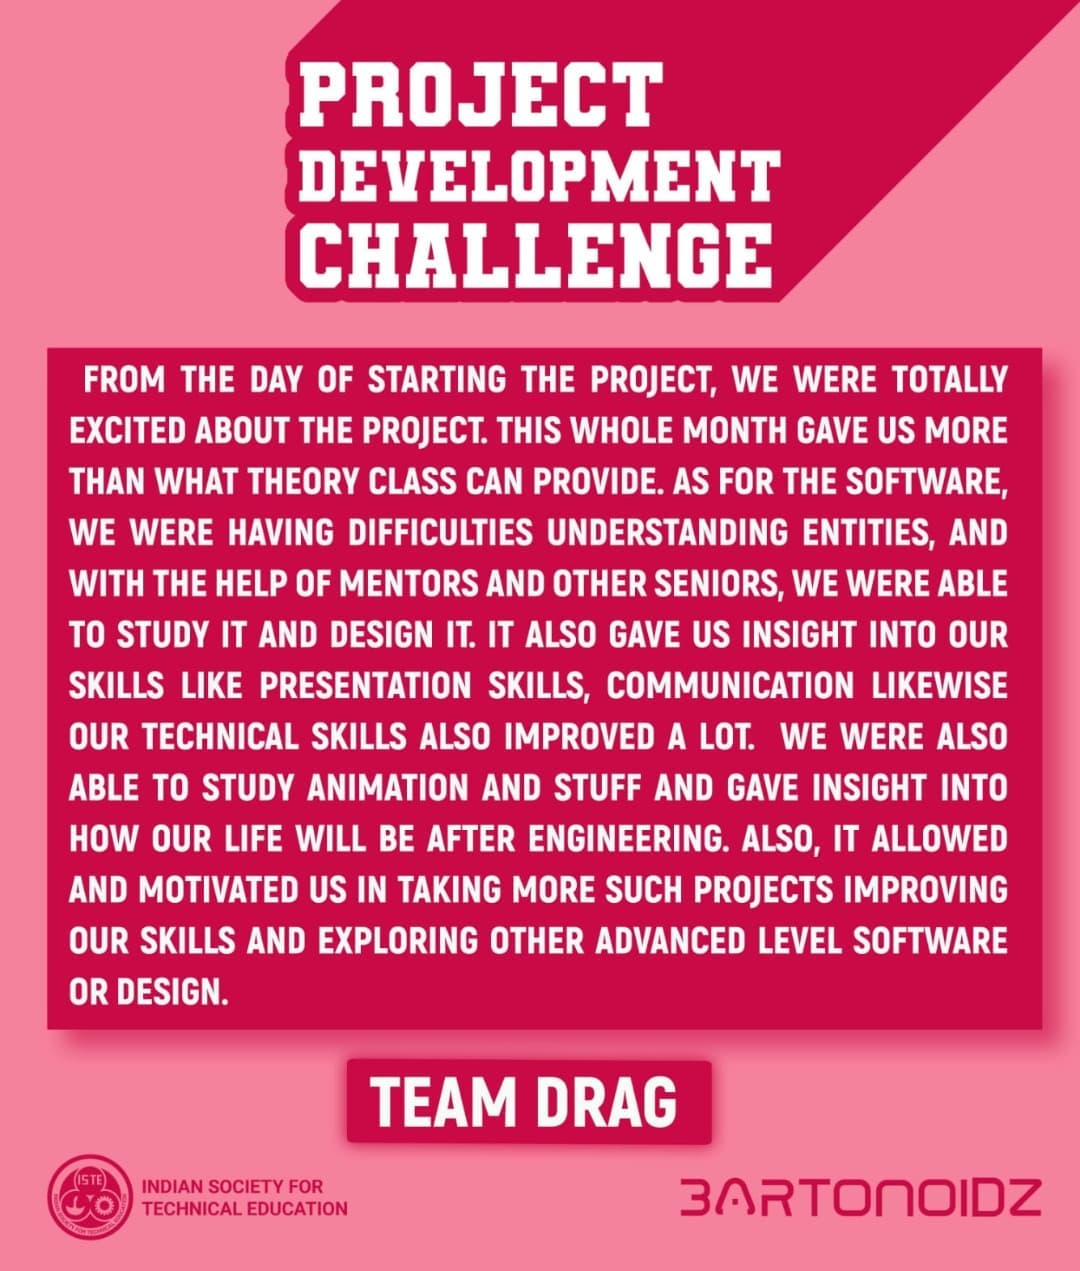 PROJECT
DEVELOPMENT
CHALLENGE
FROM THE DAY OF STARTING THE PROJECT, WE WERE TOTALLY
EXCITED ABOUT THE PROJECT. THIS WHOLE MONTH GAVE US MORE
THAN WHAT THEORY CLASS CAN PROVIDE. AS FOR THE SOFTWARE,
WE WERE HAVING DIFFICULTIES UNDERSTANDING ENTITIES, AND
WITH THE HELP OF MENTORS AND OTHER SENIORS, WE WERE ABLE
TO STUDY IT AND DESIGN IT. IT ALSO GAVE US INSIGHT INTO OUR
SKILLS LIKE PRESENTATION SKILLS, COMMUNICATION LIKEWISE
OUR TECHNICAL SKILLS ALSO IMPROVED A LOT. WE WERE ALSO
ABLE TO STUDY ANIMATION AND STUFF AND GAVE INSIGHT INTO
HOW OUR LIFE WILL BE AFTER ENGINEERING. ALSO, IT ALLOWED
AND MOTIVATED US IN TAKING MORE SUCH PROJECTS IMPROVING
OUR SKILLS AND EXPLORING OTHER ADVANCED LEVEL SOFTWARE
OR DESIGN.
TEAM DRAG
ISTE
INDIAN SOCIETY FOR
TECHNICAL EDUCATION
BARTONOIDZ